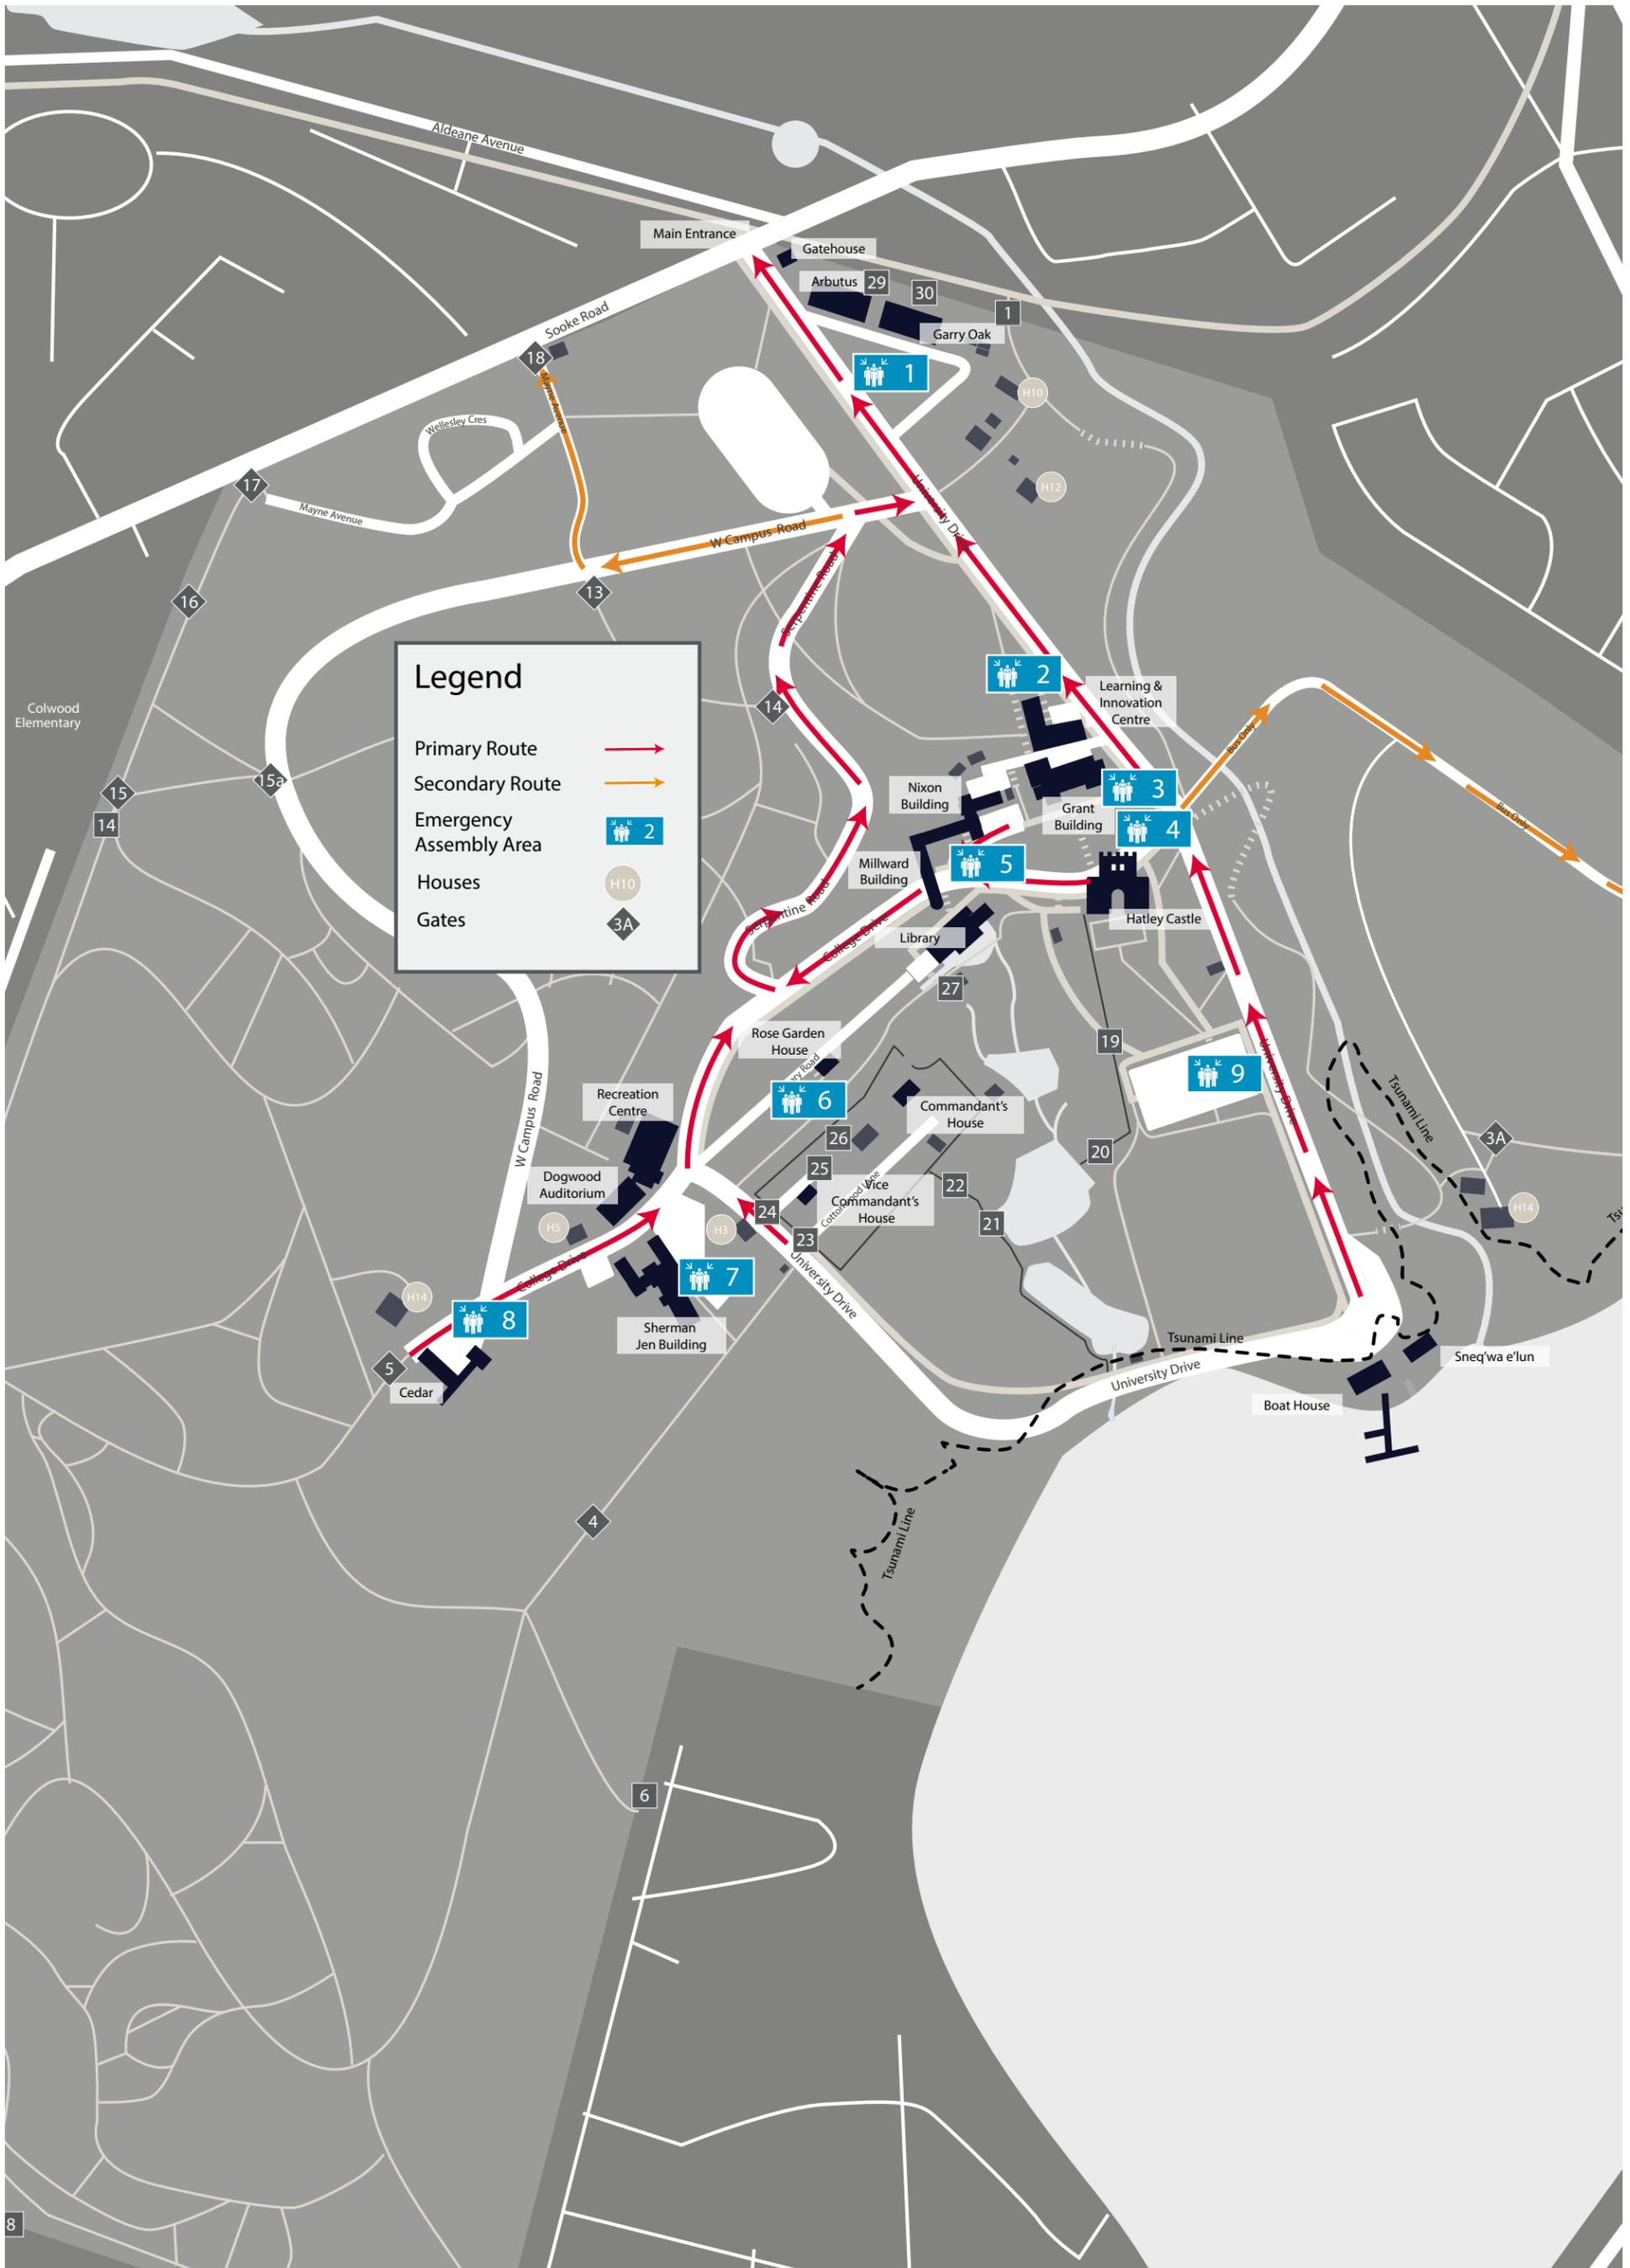 Aldeane Avenue
Main Entrance
Gatehouse
Arbutus
29
30
1
Garry Oak
Sooke Road
18
1
H10
Mayne Avenue
Wellesley Cres
17
Mayne Avenue
H12
University Drive
W Campus Road
13
16
Serpentine Road
Legend
Primary Route
Secondary Route
Emergency
Assembly Area
2
Houses
H10
Gates
3A
Colwood
Elementary
2
Learning &
Innovation
Centre
14
Bus Only
15a
15
14
3
Nixon
Building
Grant
Building
4
Bus Only
5
Millward
Building
Hatley Castle
Serpentine Road
College Drive
Library
27
Rose Garden
House
19
9
University Drive
Tsunami Line
Recreation
Centre
6
Commandant's
House
W Campus Road
26
20
3A
25
Dogwood
Auditorium
Vice
Commandant's
House
Cottonwood Lane
22
24
H14
21
H5
H3
23
University Drive
College Drive
7
H14
8
Sherman
Jen Building
5
Cedar
Tsunami Line
University Drive
Sneq'wa e'lun
Boat House
4
Tsunami Line
6
8